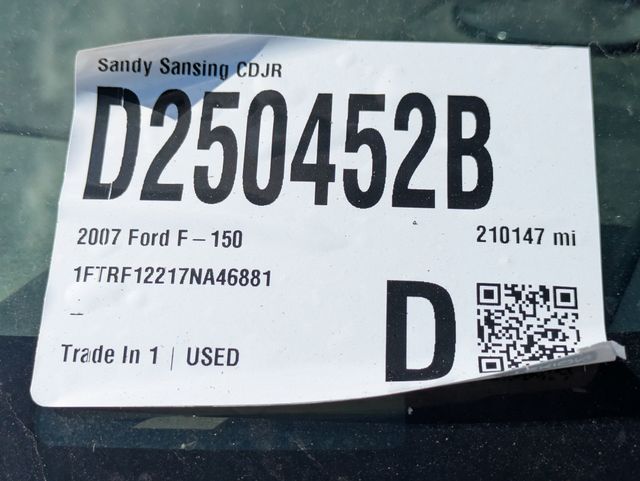 Sandy Sansing CDJR
D250452B
2007 Ford F-150 210147 mi
1FTRF12217NA46881
D
–
Trade In 1 | USED